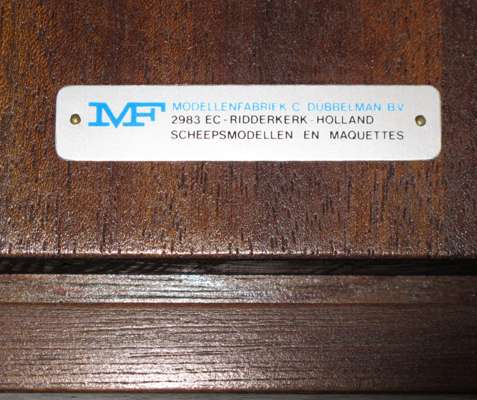 MF MODELLENFABRIEK C. DUBBELMAN B.V.
2983 EC - RIDDERKERK - HOLLAND
SCHEEPSMODELLEN EN MAQUETTES